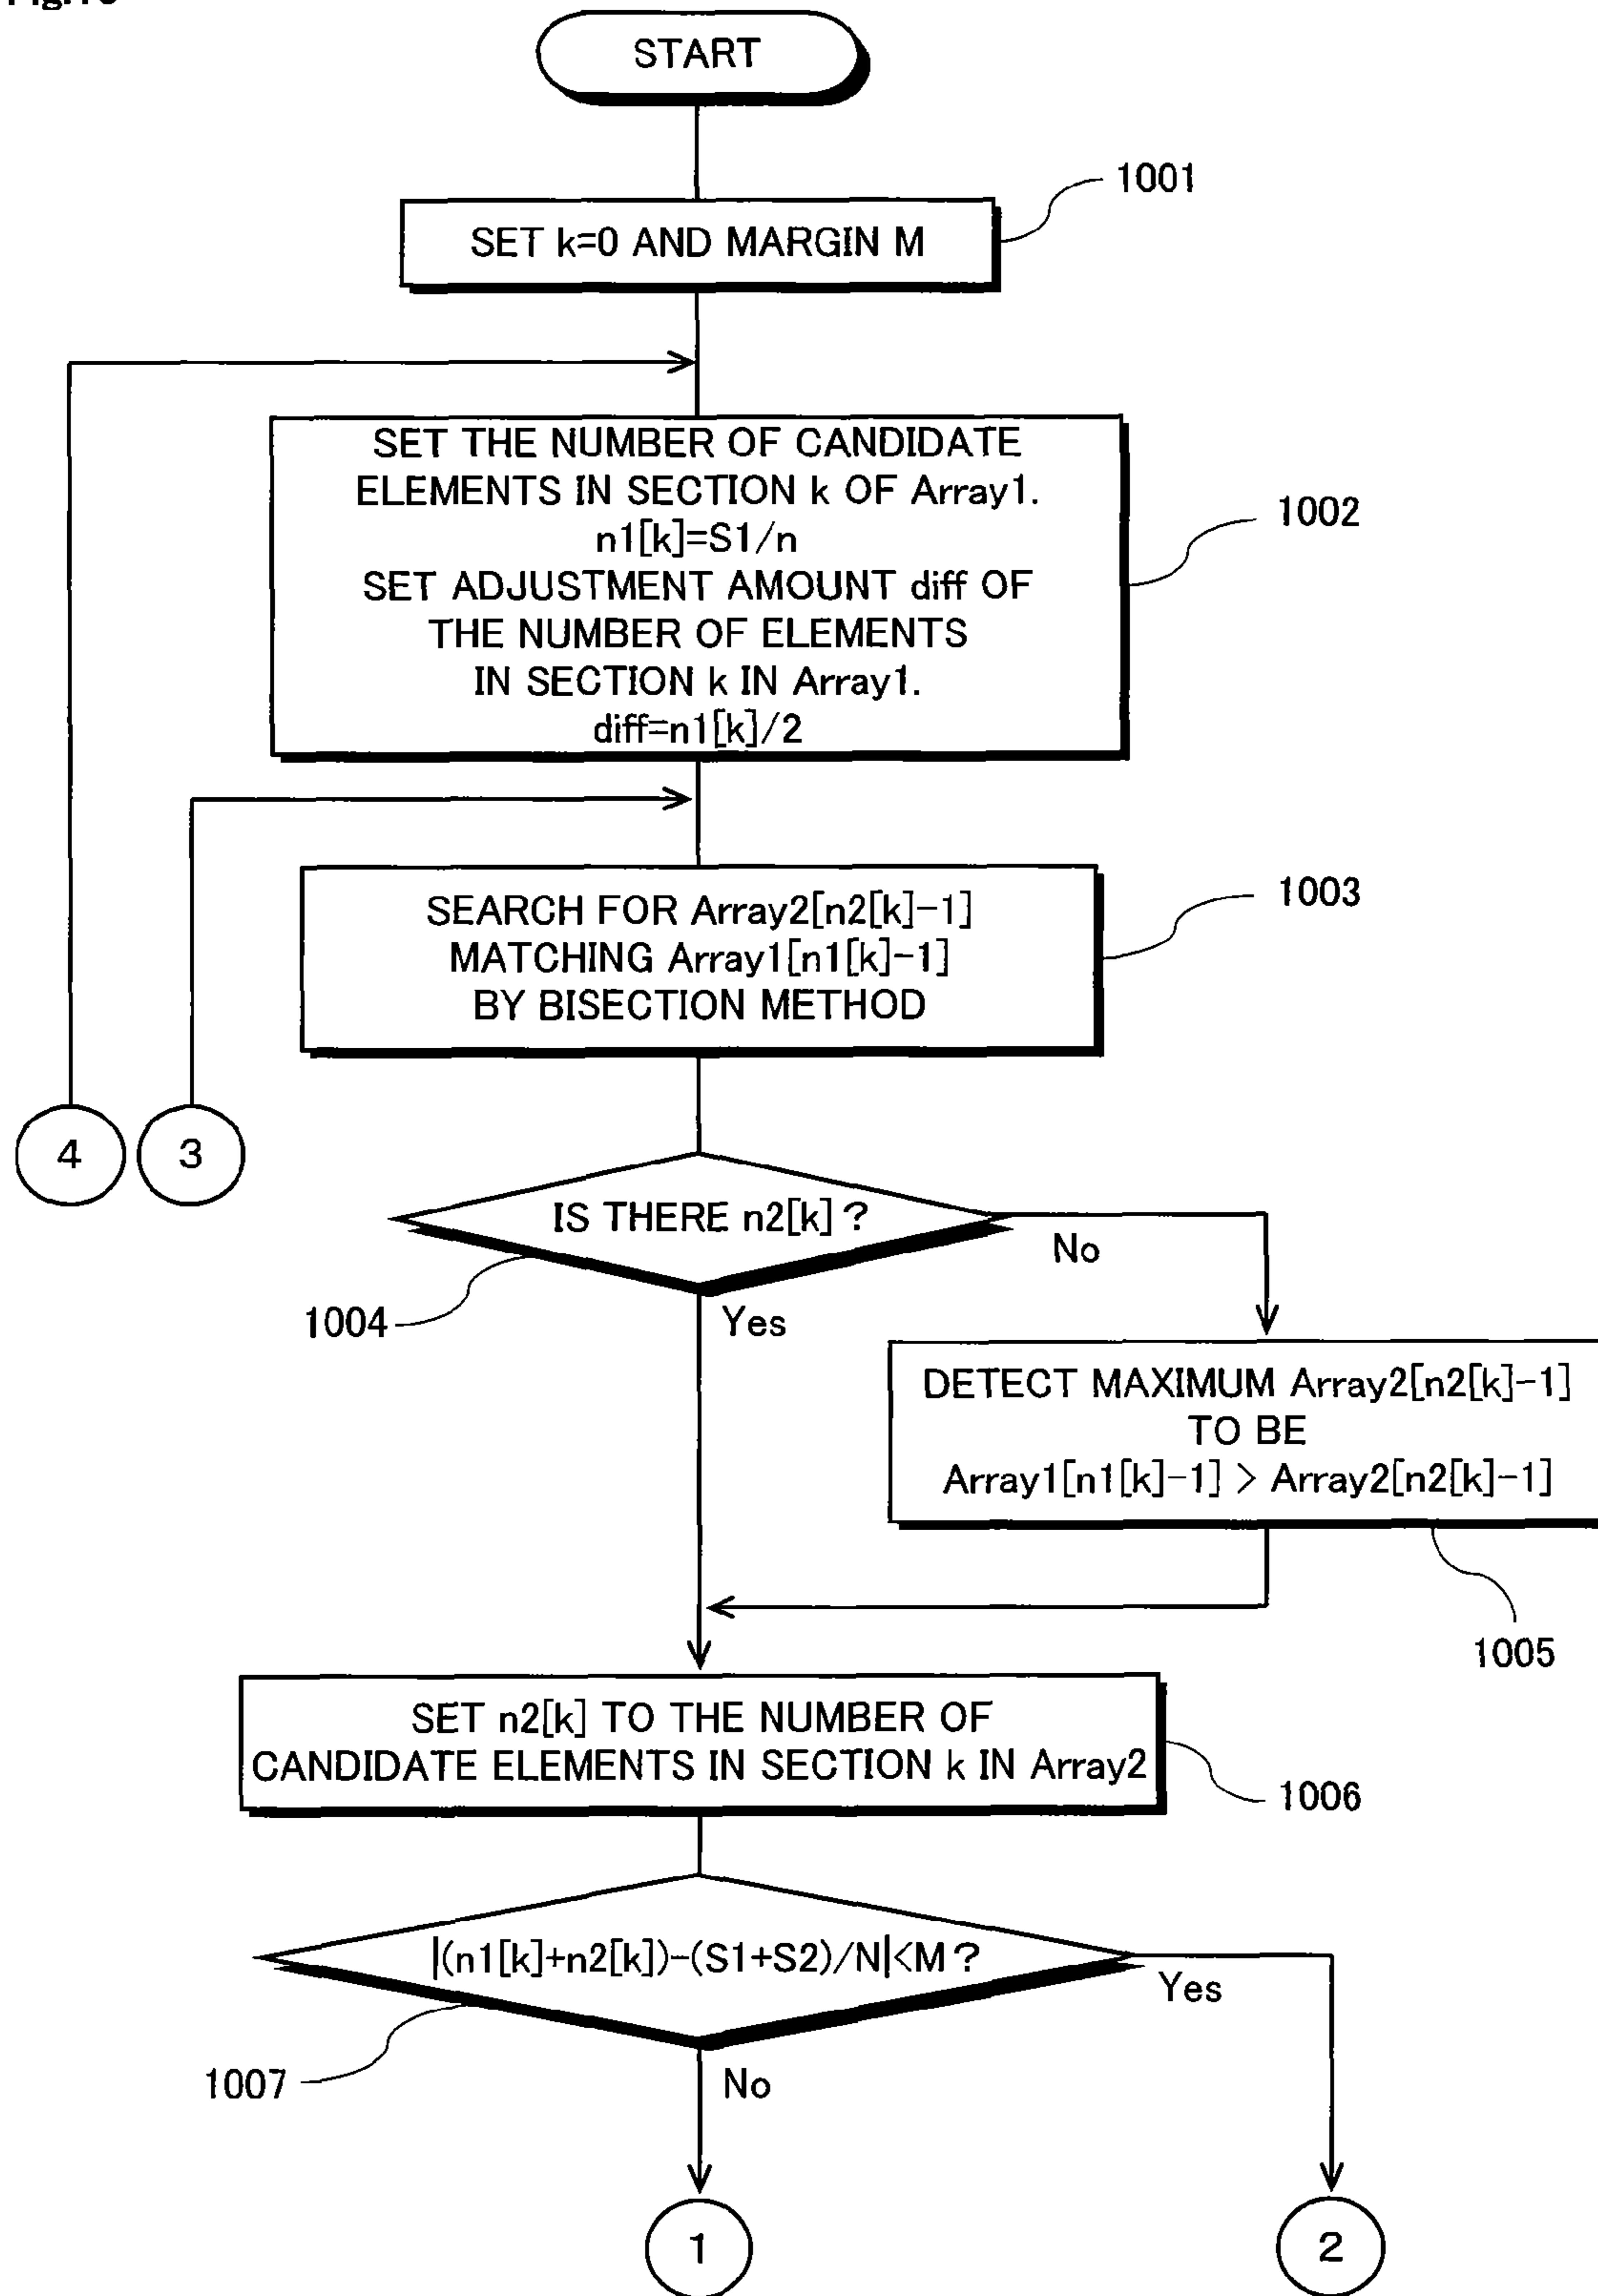 START
1001
SET k=0 AND MARGIN M
SET THE NUMBER OF CANDIDATE
ELEMENTS IN SECTION k OF Array1.
n1[k]=S1/n
SET ADJUSTMENT AMOUNT diff OF
THE NUMBER OF ELEMENTS
IN SECTION k IN Array1.
diff=n1[k]/2
1002
SEARCH FOR Array2[n2[k]-1]
MATCHING Array1[n1[k]-1]
BY BISECTION METHOD
1003
4
3
IS THERE n2[k]?
No
1004
Yes
DETECT MAXIMUM Array2[n2[k]-1]
TO BE
Array1[n1[k]-1] > Array2[n2[k]-1]
1005
SET n2[k] TO THE NUMBER OF
CANDIDATE ELEMENTS IN SECTION k IN Array2
1006
|(n1[k]+n2[k])-(S1+S2)/N|<M?
Yes
1007
No
1
2